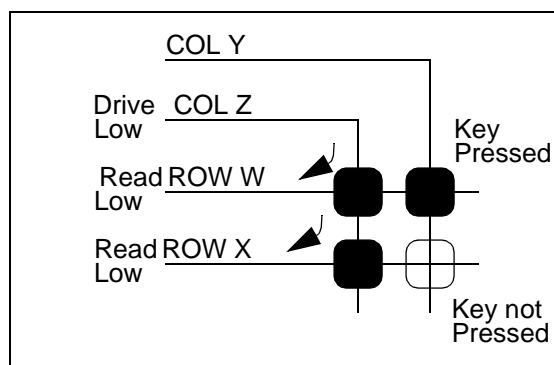 COL Y
Drive COL Z
Low
Key
Pressed
Read ROW W
Low
Read ROW X
Low
Key not
Pressed